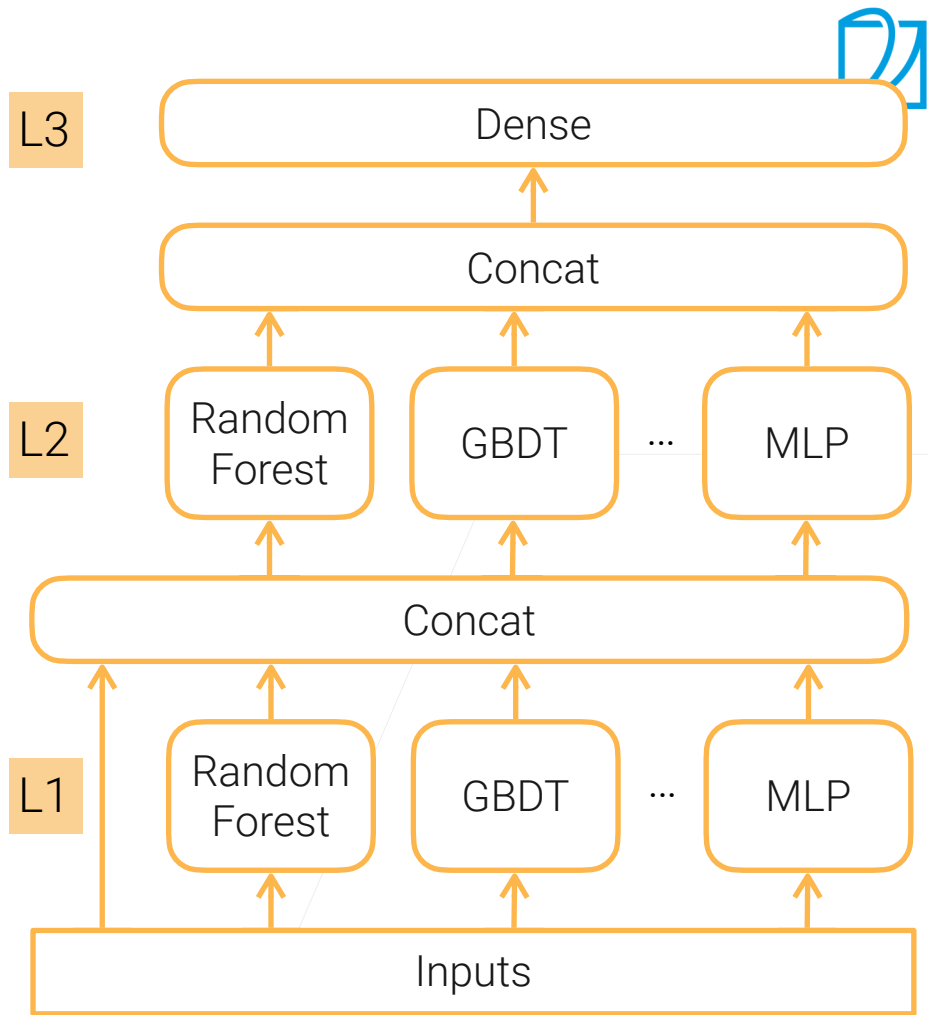 L3
Dense
Concat
L2
Random
Forest
GBDT
...
MLP
Concat
L1
Random
Forest
GBDT
...
MLP
Inputs